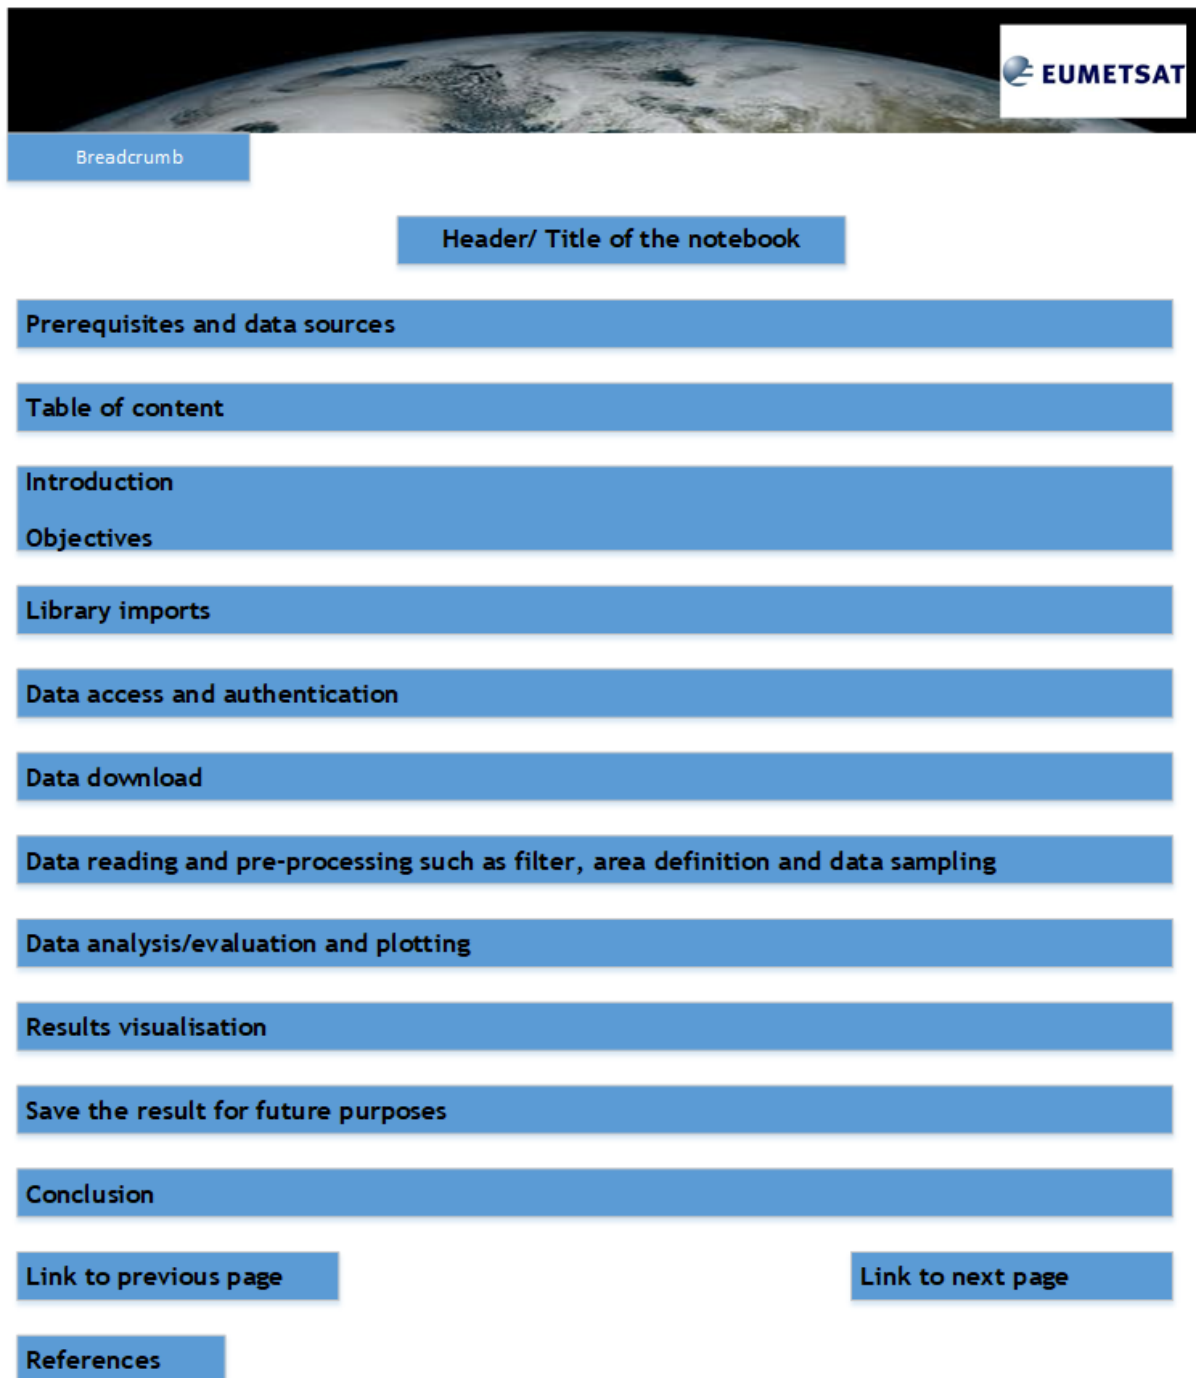 EUMETSAT
Breadcrumb
Header/ Title of the notebook
Prerequisites and data sources
Table of content
Introduction
Objectives
Library imports
Data access and authentication
Data download
Data reading and pre-processing such as filter, area definition and data sampling
Data analysis/evaluation and plotting
Results visualisation
Save the result for future purposes
Conclusion
Link to previous page
Link to next page
References